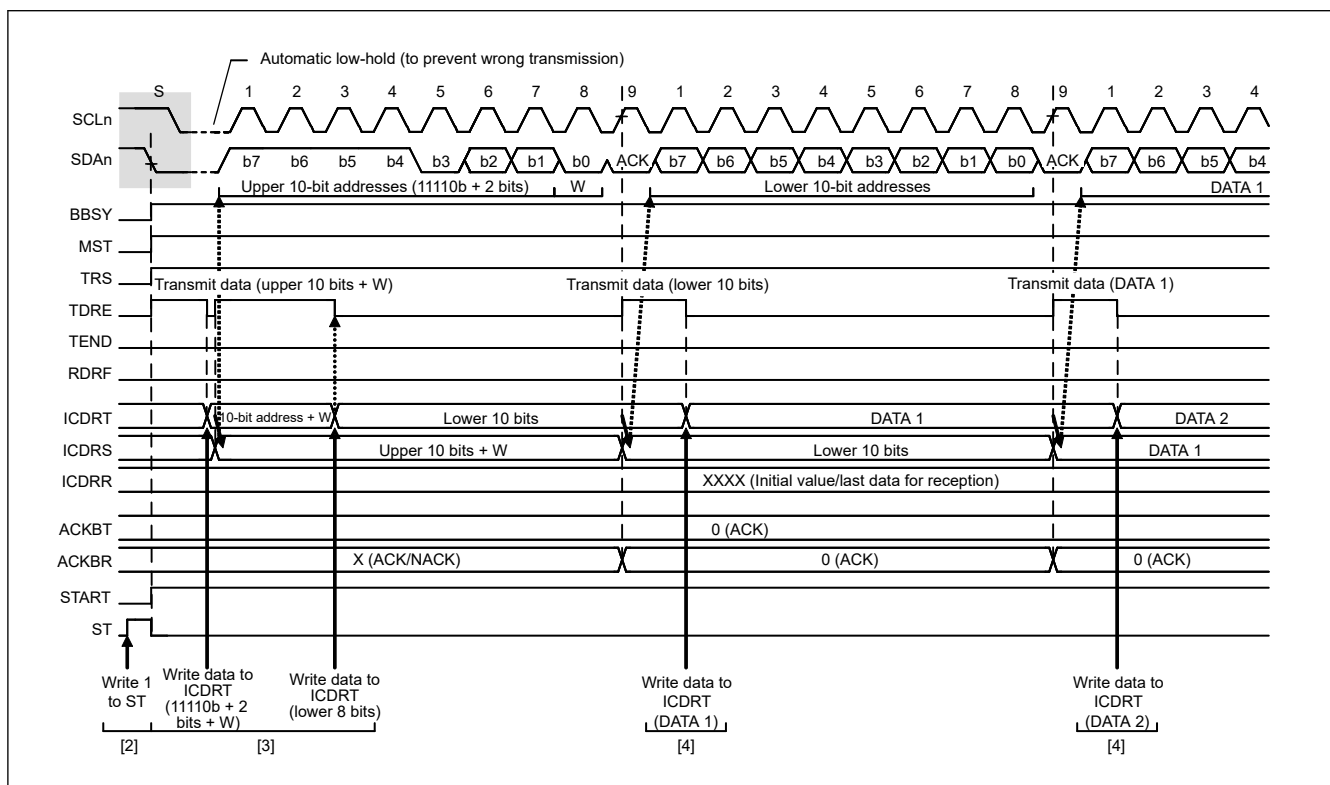 Automatic low-hold (to prevent wrong transmission)
S 1 2 3 4 5 6 7 8 9 1 2 3 4 5 6 7 8 9 1 2 3 4
SCLn
SDAn b7 b6 b5 b4 b3 b2 b1 b0 ACK b7 b6 b5 b4 b3 b2 b1 b0 ACK b7 b6 b5 b4
Upper 10-bit addresses (11110b + 2 bits) W Lower 10-bit addresses DATA 1
BBSY
MST
TRS
Transmit data (upper 10 bits + W) Transmit data (lower 10 bits) Transmit data (DATA 1)
TDRE
TEND
RDRF
ICDRT 10-bit address + W Lower 10 bits DATA 1 DATA 2
ICDRS Upper 10 bits + W Lower 10 bits DATA 1
ICDRR XXXX (Initial value/last data for reception)
ACKBT 0 (ACK)
ACKBR X (ACK/NACK) 0 (ACK) 0 (ACK)
START
ST
Write 1
to ST
Write data to
ICDRT
(11110b + 2
bits + W)
Write data to
ICDRT
(lower 8 bits)
Write data to
ICDRT
(DATA 1)
Write data to
ICDRT
(DATA 2)
[2] [3] [4] [4]